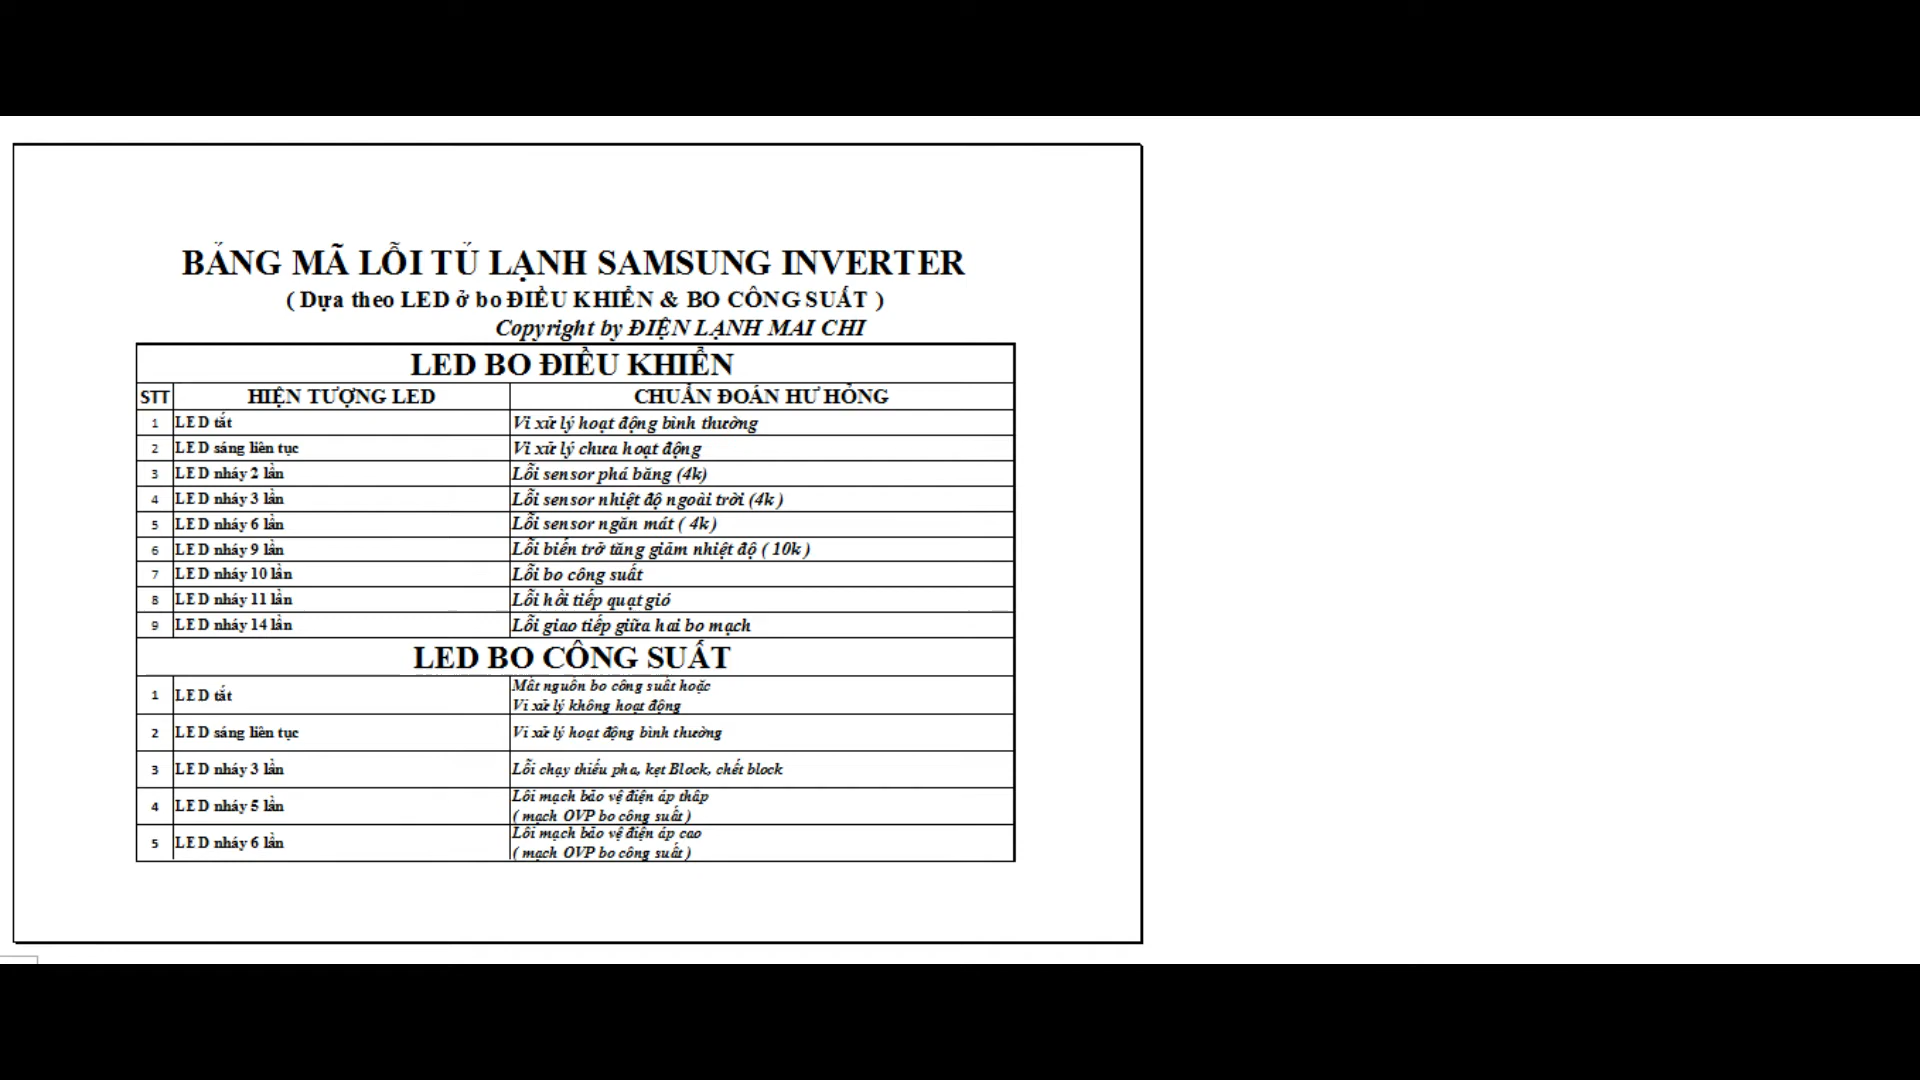 BẢNG MÃ LỖI TỦ LẠNH SAMSUNG INVERTER
( Dựa theo LED ở bo ĐIỀU KHIỂN & BO CÔNG SUẤT )
Copyright by ĐIỆN LẠNH MAI CHI
LED BO ĐIỀU KHIỂN
STT HIỆN TƯỢNG LED CHUẨN ĐOÁN HƯ HỎNG
1 LED tắt Vi xử lý hoạt động bình thường
2 LED sáng liên tục Vi xử lý chưa hoạt động
3 LED nháy 2 lần Lỗi sensor phá băng (4k)
4 LED nháy 3 lần Lỗi sensor nhiệt độ ngoài trời (4k )
5 LED nháy 6 lần Lỗi sensor ngăn mát ( 4k )
6 LED nháy 9 lần Lỗi biến trở tăng giảm nhiệt độ ( 10k )
7 LED nháy 10 lần Lỗi bo công suất
8 LED nháy 11 lần Lỗi hồi tiếp quạt gió
9 LED nháy 14 lần Lỗi giao tiếp giữa hai bo mạch
LED BO CÔNG SUẤT
1 LED tắt Mất nguồn bo công suất hoặc
Vi xử lý không hoạt động
2 LED sáng liên tục Vi xử lý hoạt động bình thường
3 LED nháy 3 lần Lỗi chạy thiếu pha, kẹt Block, chết block
4 LED nháy 5 lần Lỗi mạch bảo vệ điện áp thấp
( mạch OVP bo công suất )
5 LED nháy 6 lần Lỗi mạch bảo vệ điện áp cao
( mạch OVP bo công suất )